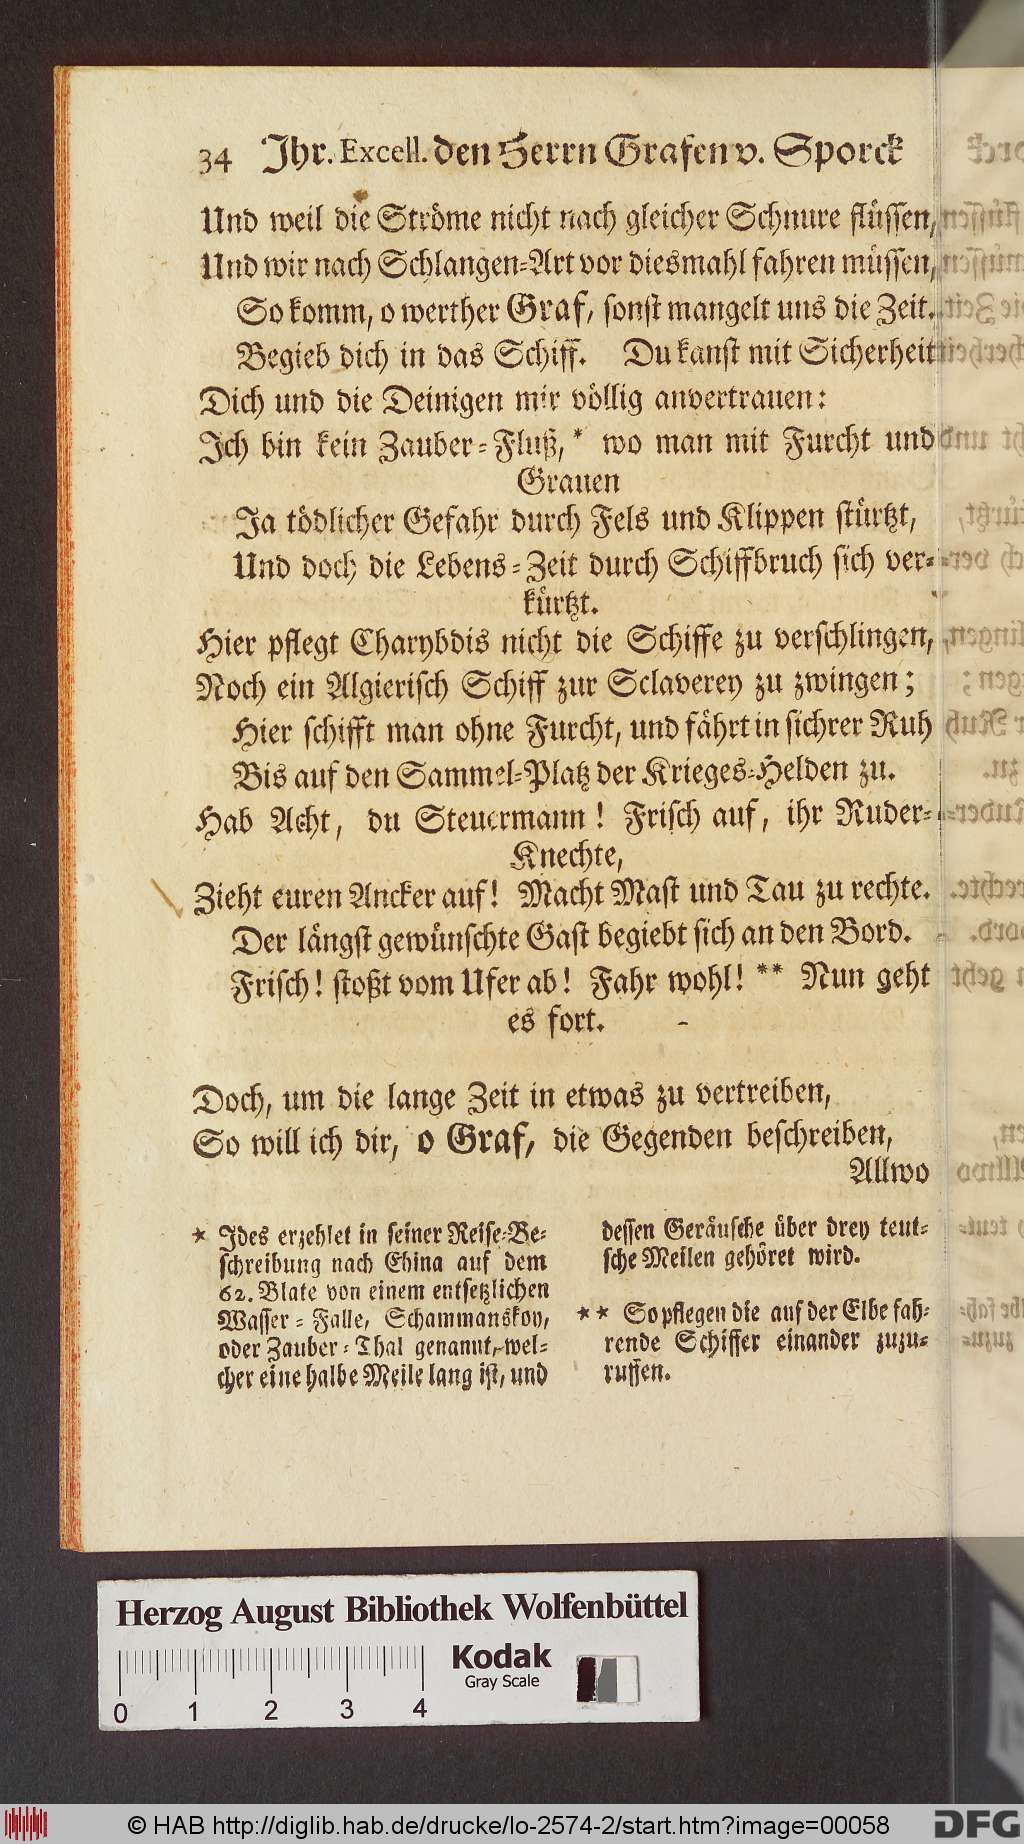 34 Ihr. Excell. den Herrn Grafen v. Sporck
Und weil die Ströme nicht nach gleicher Schnure flüssen,
Und wir nach Schlangen-Art vor diesmahl fahren müssen,
So komm, o werther Graf, sonst mangelt uns die Zeit.
Begieb dich in das Schiff. Du kanst mit Sicherheit
Dich und die Deinigen mir völlig anvertrauen:
Ich bin kein Zauber-Fluß,* wo man mit Furcht und
Grauen
Ja tödlicher Gefahr durch Fels und Klippen stürtzt,
Und doch die Lebens-Zeit durch Schiffbruch sich ver-
kürtzt.
Hier pflegt Charybdis nicht die Schiffe zu verschlingen,
Noch ein Algierisch Schiff zur Sclaverey zu zwingen;
Hier schifft man ohne Furcht, und fährt in sichrer Ruh
Bis auf den Sammel-Platz der Krieges-Helden zu.
Hab Acht, du Steuermann! Frisch auf, ihr Ruder-
Knechte,
Zieht euren Ancker auf! Macht Mast und Tau zu rechte.
Der längst gewünschte Gast begiebt sich an den Bord.
Frisch! stoßt vom Ufer ab! Fahr wohl! ** Nun geht
es fort.
Doch, um die lange Zeit in etwas zu vertreiben,
So will ich dir, o Graf, die Gegenden beschreiben,
Allwo
* Ides erzehlet in seiner Reise-Be-
schreibung nach China auf dem
62. Blate von einem entsetzlichen
Wasser-Falle, Schammanskoy,
oder Zauber-Thal genannt, wel-
cher eine halbe Meile lang ist, und
dessen Geräusche über drey teut-
sche Meilen gehöret wird.
** So pflegen die auf der Elbe fah-
rende Schiffer einander zuzu-
ruffen.
Herzog August Bibliothek Wolfenbüttel
Kodak
Gray Scale
0 1 2 3 4
© HAB http://diglib.hab.de/drucke/lo-2574-2/start.htm?image=00058
DFG